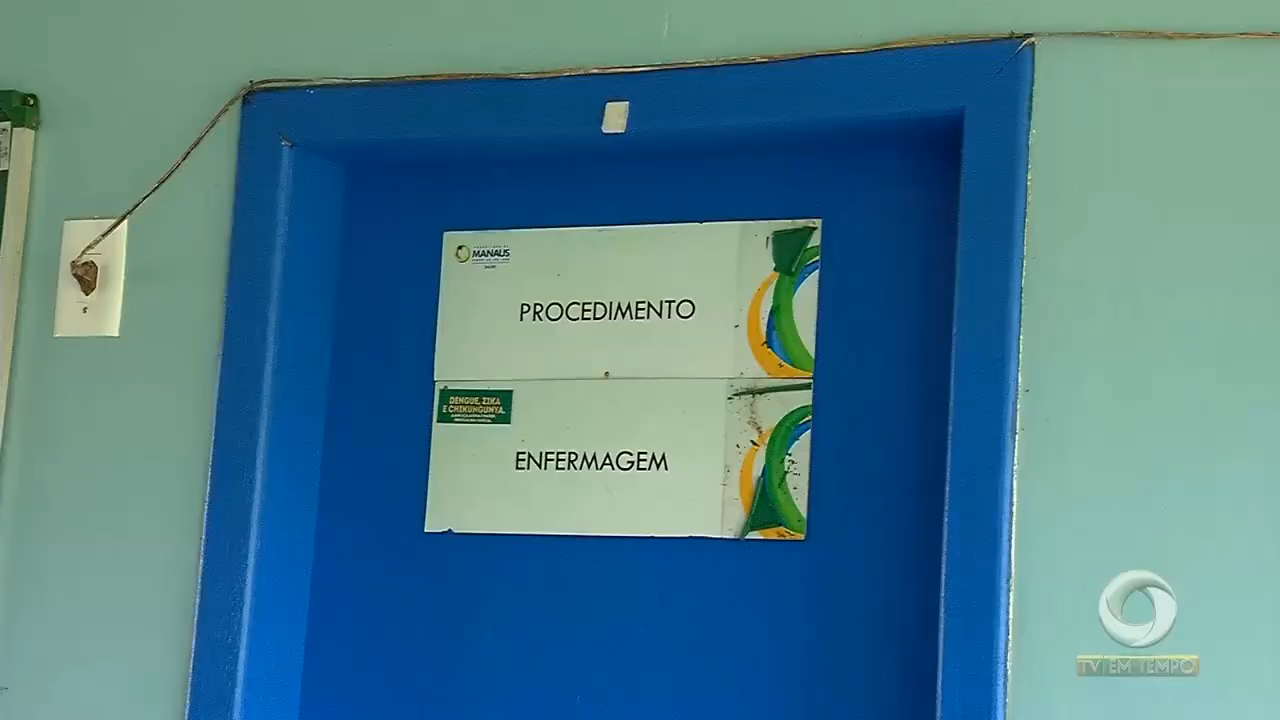 MANAUS
PROCEDIMENTO
DENGUE, ZIKA
E CHIKUNGUNYA.
ENFERMAGEM
TV EM TEMPO